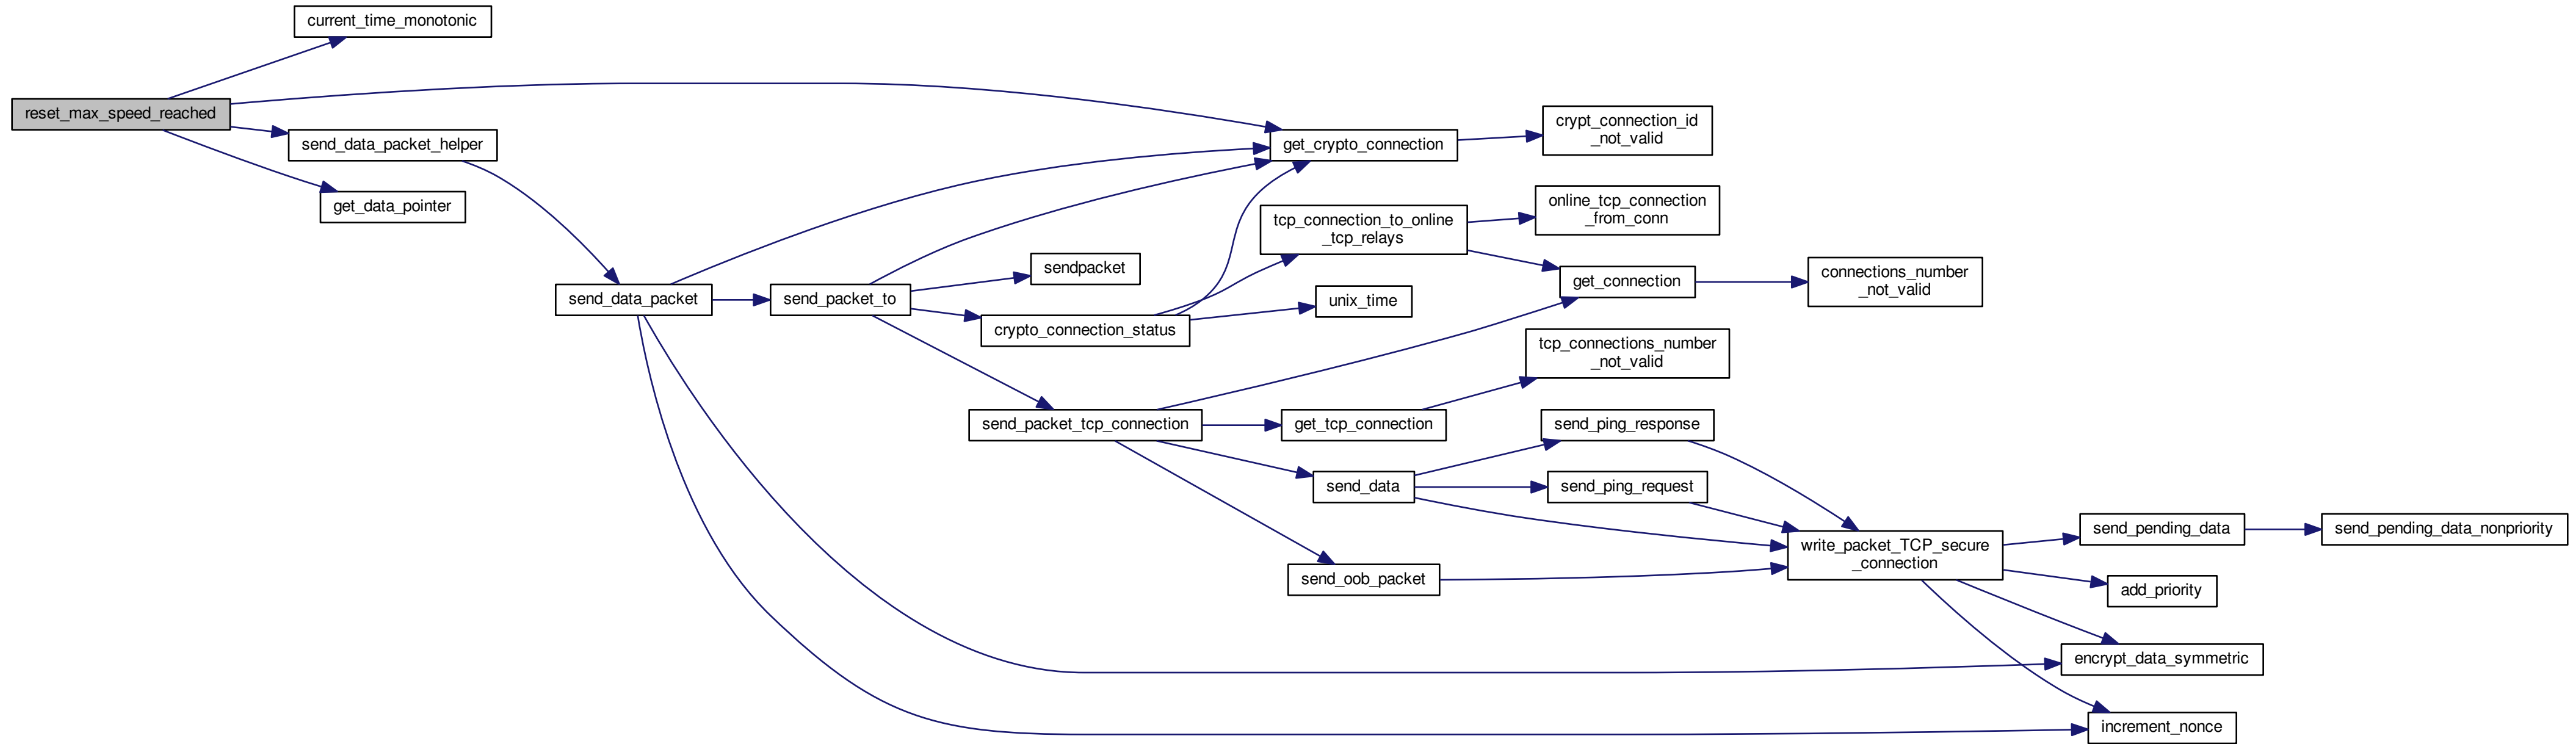 current_time_monotonic
reset_max_speed_reached
send_data_packet_helper
get_data_pointer
send_data_packet
send_packet_to
sendpacket
crypto_connection_status
send_packet_tcp_connection
get_crypto_connection
tcp_connection_to_online
_tcp_relays
unix_time
get_tcp_connection
send_data
send_oob_packet
crypt_connection_id
_not_valid
online_tcp_connection
_from_conn
get_connection
tcp_connections_number
_not_valid
send_ping_response
send_ping_request
connections_number
_not_valid
write_packet_TCP_secure
_connection
send_pending_data
add_priority
encrypt_data_symmetric
increment_nonce
send_pending_data_nonpriority